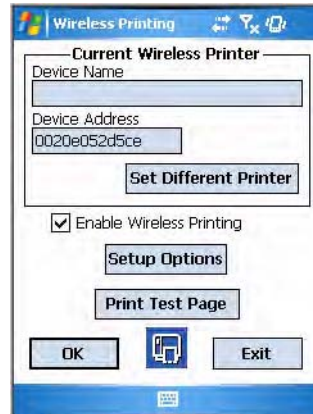 Wireless Printing
Current Wireless Printer
Device Name
Device Address
0020e052d5ce
Set Different Printer
Enable Wireless Printing
Setup Options
Print Test Page
OK
Exit